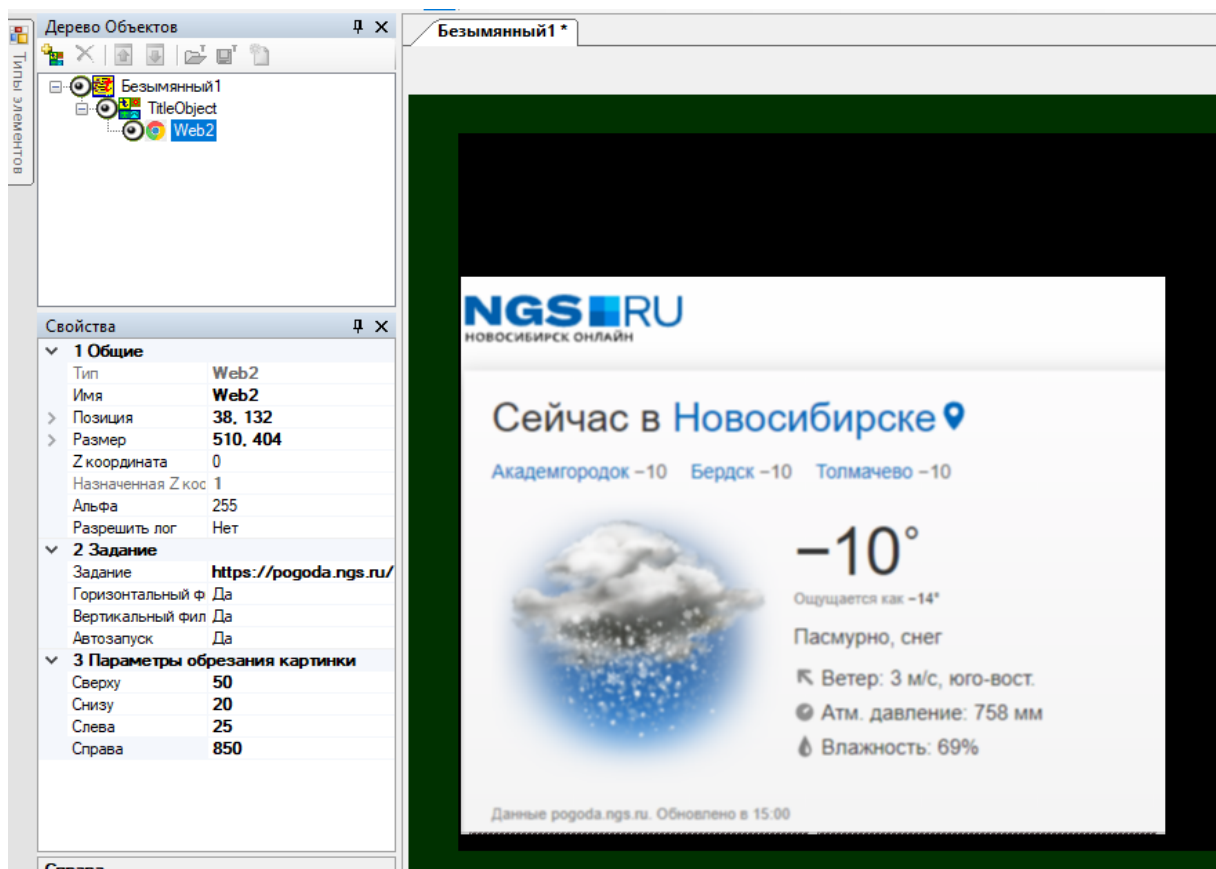 Дерево Объектов
Типы элементов
Безымянный1
TitleObject
Web2
Свойства
1 Общие
Тип Web2
Имя Web2
Позиция 38, 132
Размер 510, 404
Z координата 0
Назначенная Z коо 1
Альфа 255
Разрешить лог Нет
2 Задание
Задание https://pogoda.ngs.ru/
Горизонтальный ф Да
Вертикальный фил Да
Автозапуск Да
3 Параметры обрезания картинки
Сверху 50
Снизу 20
Слева 25
Справа 850
Справа
Безымянный1 *
NGS RU
НОВОСИБИРСК ОНЛАЙН
Сейчас в Новосибирске
Академгородок −10 Бердск −10 Толмачево −10
−10°
Ощущается как −14°
Пасмурно, снег
Ветер: 3 м/с, юго-вост.
Атм. давление: 758 мм
Влажность: 69%
Данные pogoda.ngs.ru. Обновлено в 15:00